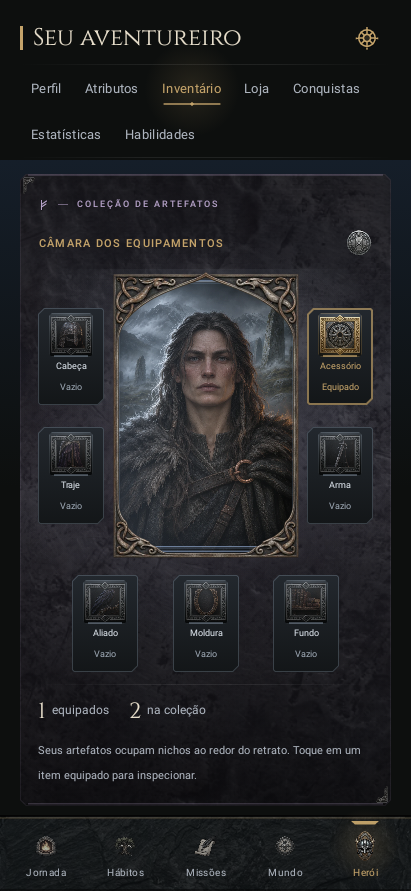 Seu aventureiro
Perfil Atributos Inventário Loja Conquistas
Estatísticas Habilidades
— COLEÇÃO DE ARTEFATOS
CÂMARA DOS EQUIPAMENTOS
Cabeça
Vazio
Acessório
Equipado
Traje
Vazio
Arma
Vazio
Aliado
Vazio
Moldura
Vazio
Fundo
Vazio
1 equipados 2 na coleção
Seus artefatos ocupam nichos ao redor do retrato. Toque em um
item equipado para inspecionar.
Jornada Hábitos Missões Mundo Herói